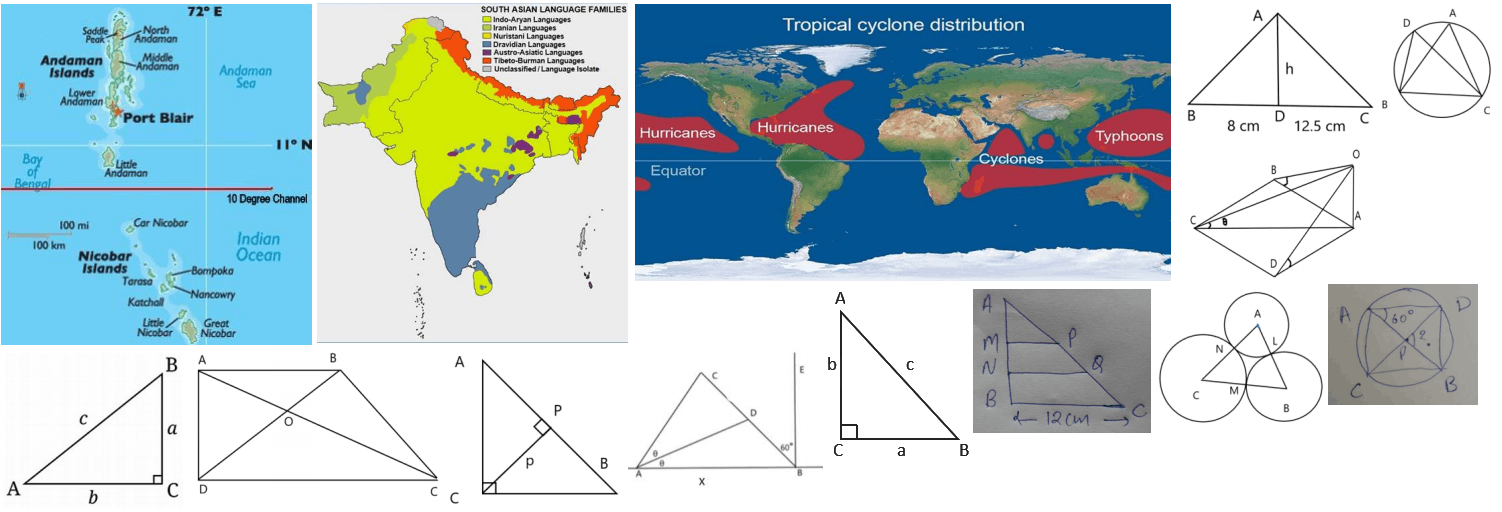 72º E
Saddle
Peak
North
Andaman
Andaman
Islands
Middle
Andaman
Andaman
Sea
Lower
Andaman
Port Blair
11º N
Bay
of
Bengal
Little
Andaman
10 Degree Channel
100 mi
100 km
Car Nicobar
Indian
Ocean
Nicobar
Islands
Bompoka
Tarasa
Nancowry
Katchall
Little
Nicobar
Great
Nicobar
SOUTH ASIAN LANGUAGE FAMILIES
Indo-Aryan Languages
Iranian Languages
Nuristani Languages
Dravidian Languages
Austro-Asiatic Languages
Tibeto-Burman Languages
Unclassified / Language Isolate
Tropical cyclone distribution
Hurricanes
Hurricanes
Typhoons
Cyclones
Equator
A
h
B
D
C
8 cm
12.5 cm
D
A
B
C
O
B
C
θ
A
D
B
c
a
A
b
C
A
B
O
D
C
A
P
p
B
C
C
E
D
θ
θ
60°
A
B
X
A
b
c
C
a
B
A
M
P
N
Q
B
C
12cm
A
N
L
C
M
B
A
D
60°
P
?
C
B